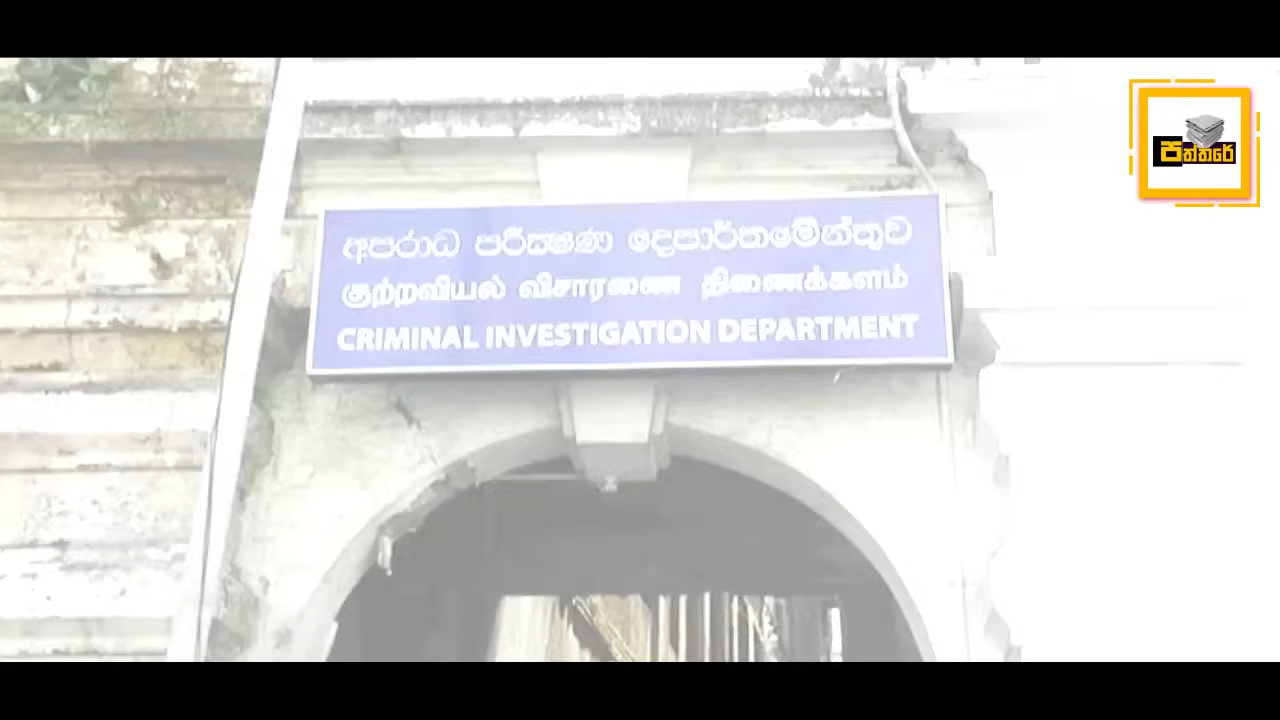 අපරාධ පරීක්ෂණ දෙපාර්තමේන්තුව
குற்றவியல் விசாரணை திணைக்களம்
CRIMINAL INVESTIGATION DEPARTMENT
පත්තරේ